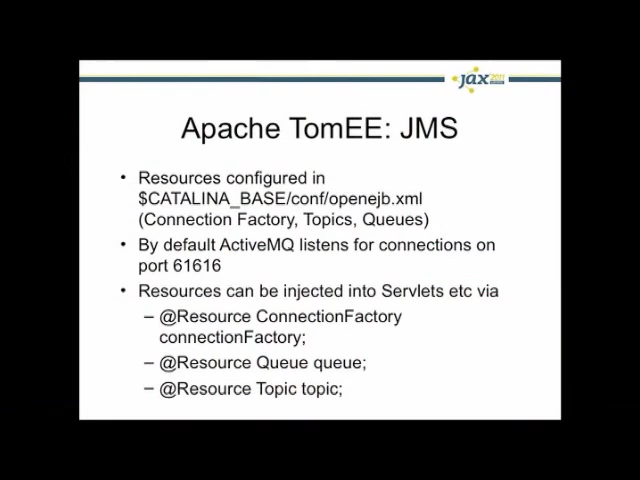 jax 2011
Apache TomEE: JMS
• Resources configured in
$CATALINA_BASE/conf/openejb.xml
(Connection Factory, Topics, Queues)
• By default ActiveMQ listens for connections on
port 61616
• Resources can be injected into Servlets etc via
– @Resource ConnectionFactory
connectionFactory;
– @Resource Queue queue;
– @Resource Topic topic;